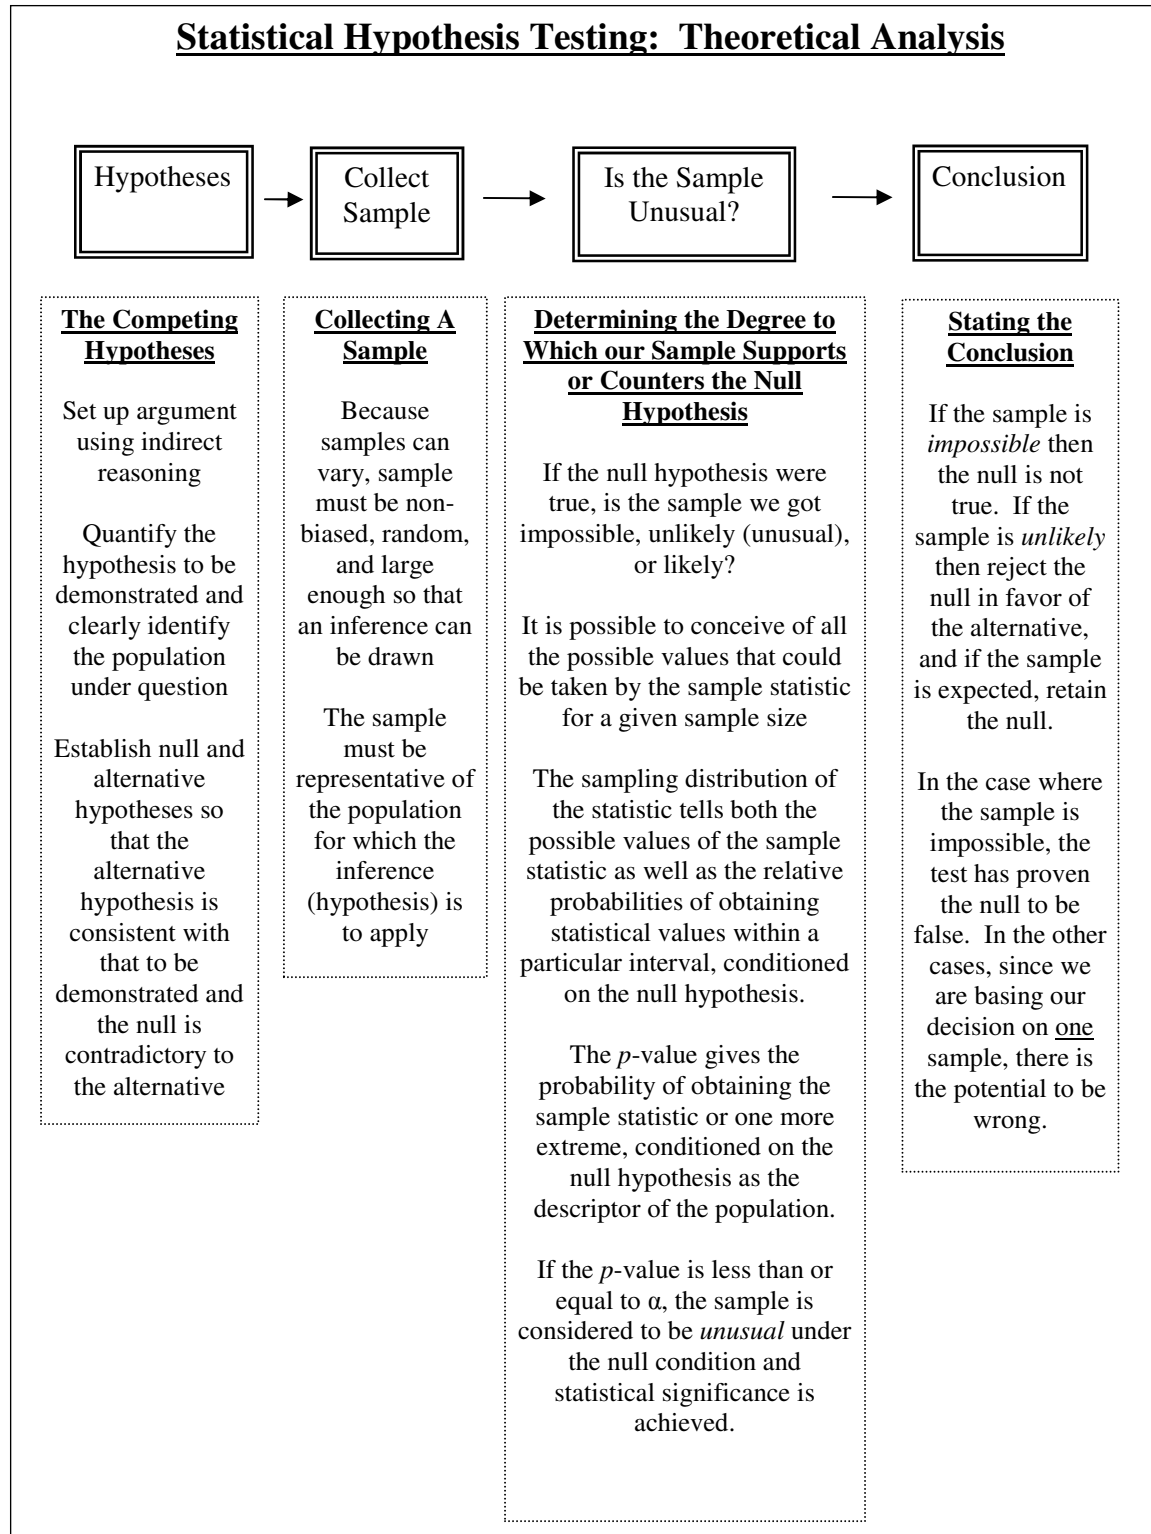 Statistical Hypothesis Testing: Theoretical Analysis
Hypotheses
Collect
Sample
Is the Sample
Unusual?
Conclusion
The Competing
Hypotheses
Set up argument
using indirect
reasoning
Quantify the
hypothesis to be
demonstrated and
clearly identify
the population
under question
Establish null and
alternative
hypotheses so
that the
alternative
hypothesis is
consistent with
that to be
demonstrated and
the null is
contradictory to
the alternative
Collecting A
Sample
Because
samples can
vary, sample
must be non-
biased, random,
and large
enough so that
an inference can
be drawn
The sample
must be
representative of
the population
for which the
inference
(hypothesis) is
to apply
Determining the Degree to
Which our Sample Supports
or Counters the Null
Hypothesis
If the null hypothesis were
true, is the sample we got
impossible, unlikely (unusual),
or likely?
It is possible to conceive of all
the possible values that could
be taken by the sample statistic
for a given sample size
The sampling distribution of
the statistic tells both the
possible values of the sample
statistic as well as the relative
probabilities of obtaining
statistical values within a
particular interval, conditioned
on the null hypothesis.
The p-value gives the
probability of obtaining the
sample statistic or one more
extreme, conditioned on the
null hypothesis as the
descriptor of the population.
If the p-value is less than or
equal to α, the sample is
considered to be unusual under
the null condition and
statistical significance is
achieved.
Stating the
Conclusion
If the sample is
impossible then
the null is not
true. If the
sample is unlikely
then reject the
null in favor of
the alternative,
and if the sample
is expected, retain
the null.
In the case where
the sample is
impossible, the
test has proven
the null to be
false. In the other
cases, since we
are basing our
decision on one
sample, there is
the potential to be
wrong.